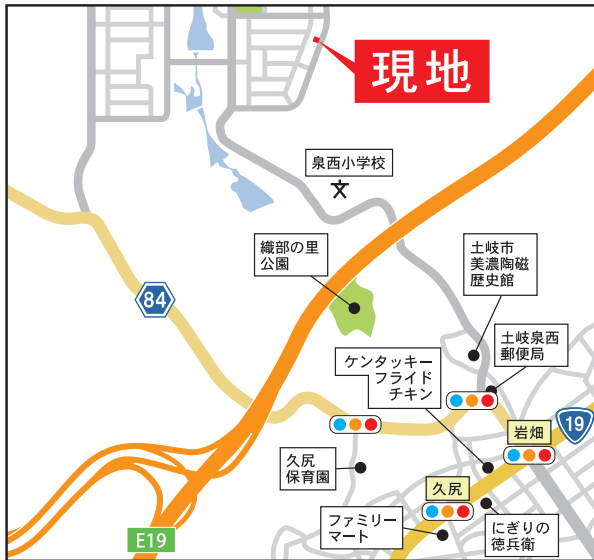 現地
泉西小学校
織部の里
公園
土岐市
美濃陶磁
歴史館
84
土岐泉西
郵便局
ケンタッキー
フライド
チキン
19
岩畑
久尻
保育園
久尻
ファミリー
マート
にぎりの
徳兵衛
E19